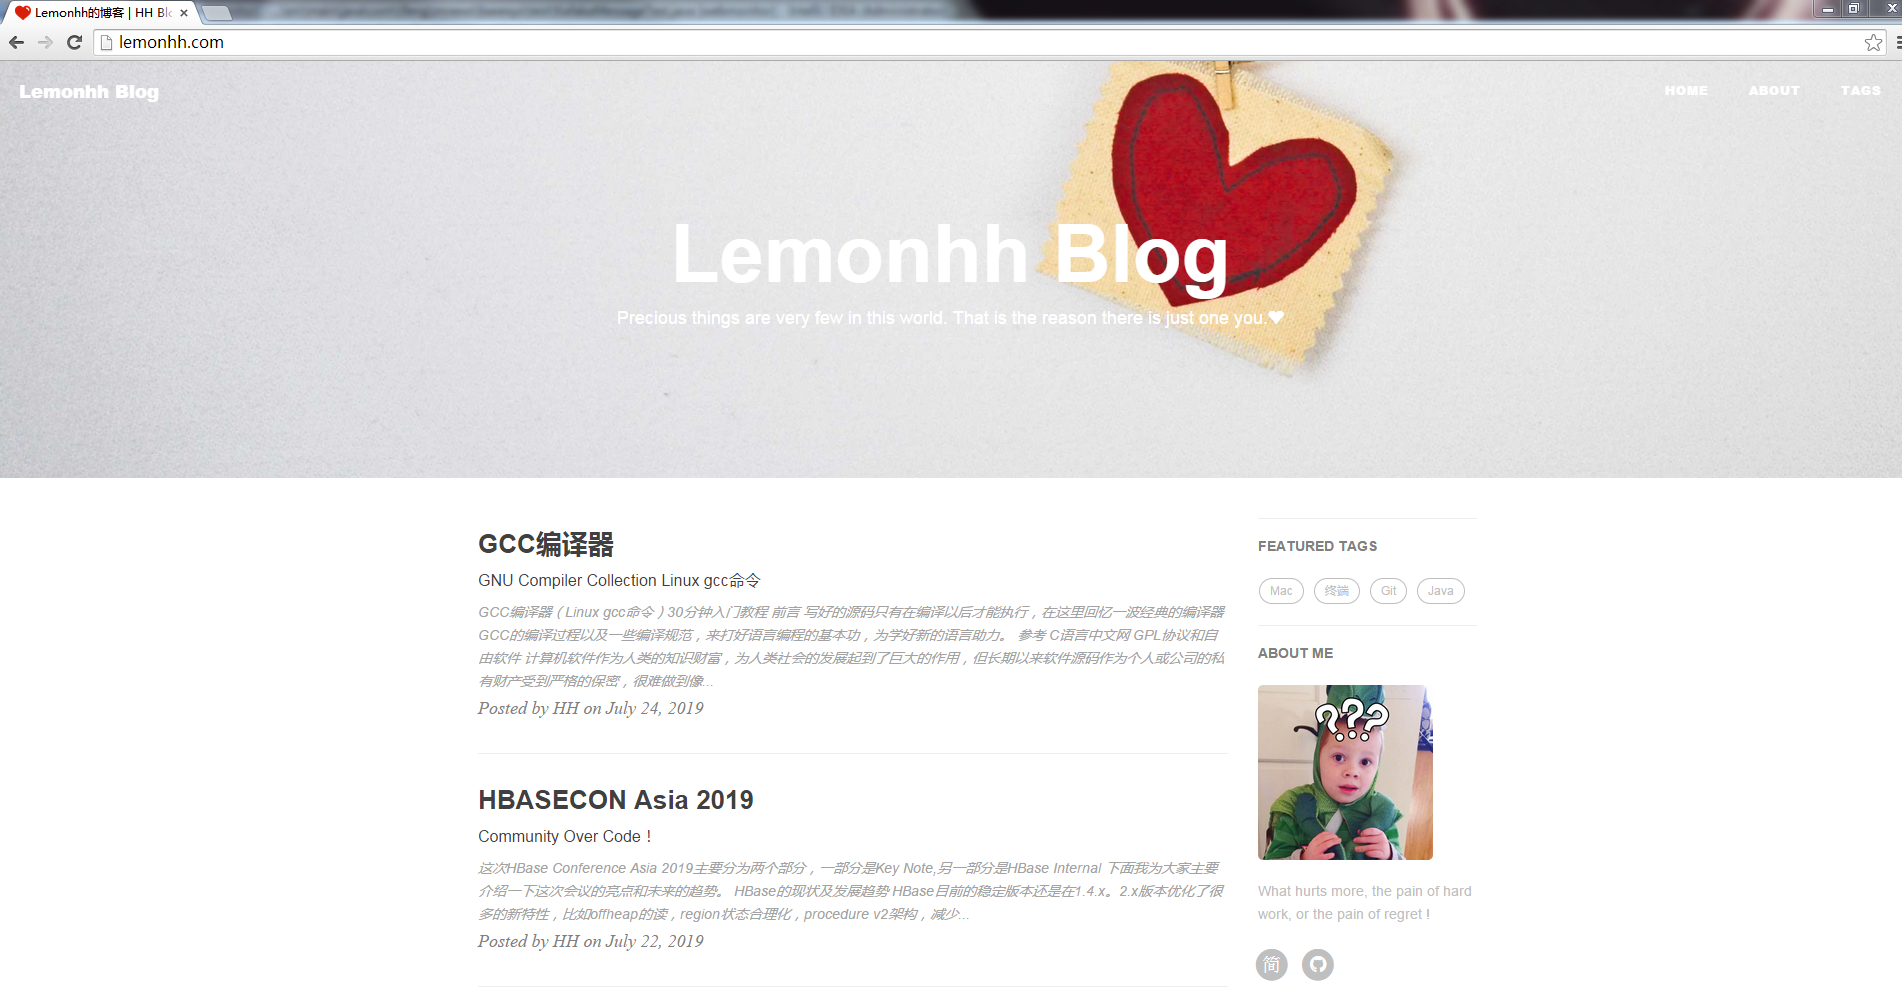 Lemonhh的博客 | HH Blo
lemonhh.com
Lemonhh Blog
HOME ABOUT TAGS
Lemonhh Blog
Precious things are very few in this world. That is the reason there is just one you.❤
GCC编译器
GNU Compiler Collection Linux gcc命令
GCC编译器（Linux gcc命令）30分钟入门教程 前言 写好的源码只有在编译以后才能执行，在这里回忆一波经典的编译器
GCC的编译过程以及一些编译规范，来打好语言编程的基本功，为学好新的语言助力。 参考 C语言中文网 GPL协议和自
由软件 计算机软件作为人类的知识财富，为人类社会的发展起到了巨大的作用，但长期以来软件源码作为个人或公司的私
有财产受到严格的保密，很难做到像...
Posted by HH on July 24, 2019
HBASECON Asia 2019
Community Over Code！
这次HBase Conference Asia 2019主要分为两个部分，一部分是Key Note,另一部分是HBase Internal 下面我为大家主要
介绍一下这次会议的亮点和未来的趋势。 HBase的现状及发展趋势 HBase目前的稳定版本还是在1.4.x。2.x版本优化了很
多的新特性，比如offheap的读，region状态合理化，procedure v2架构，减少...
Posted by HH on July 22, 2019
FEATURED TAGS
Mac 终端 Git Java
ABOUT ME
???
What hurts more, the pain of hard
work, or the pain of regret !
简